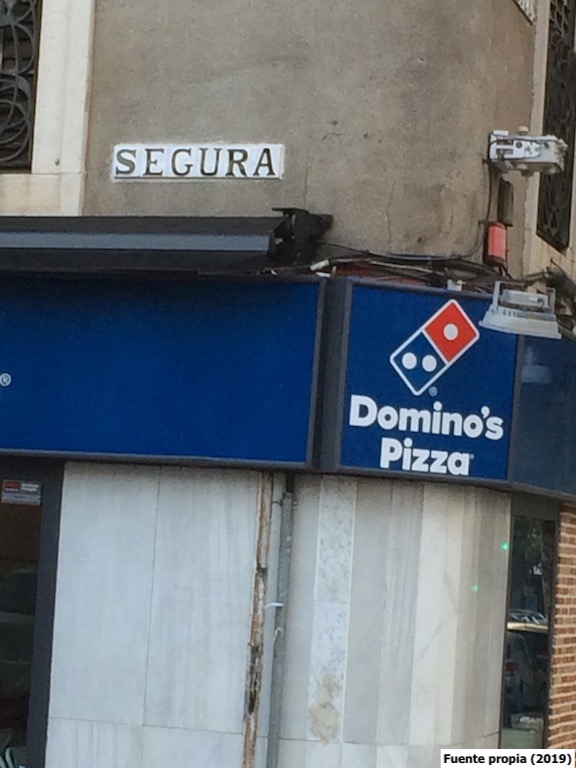 SEGURA
®
Domino's
Pizza
Fuente propia (2019)